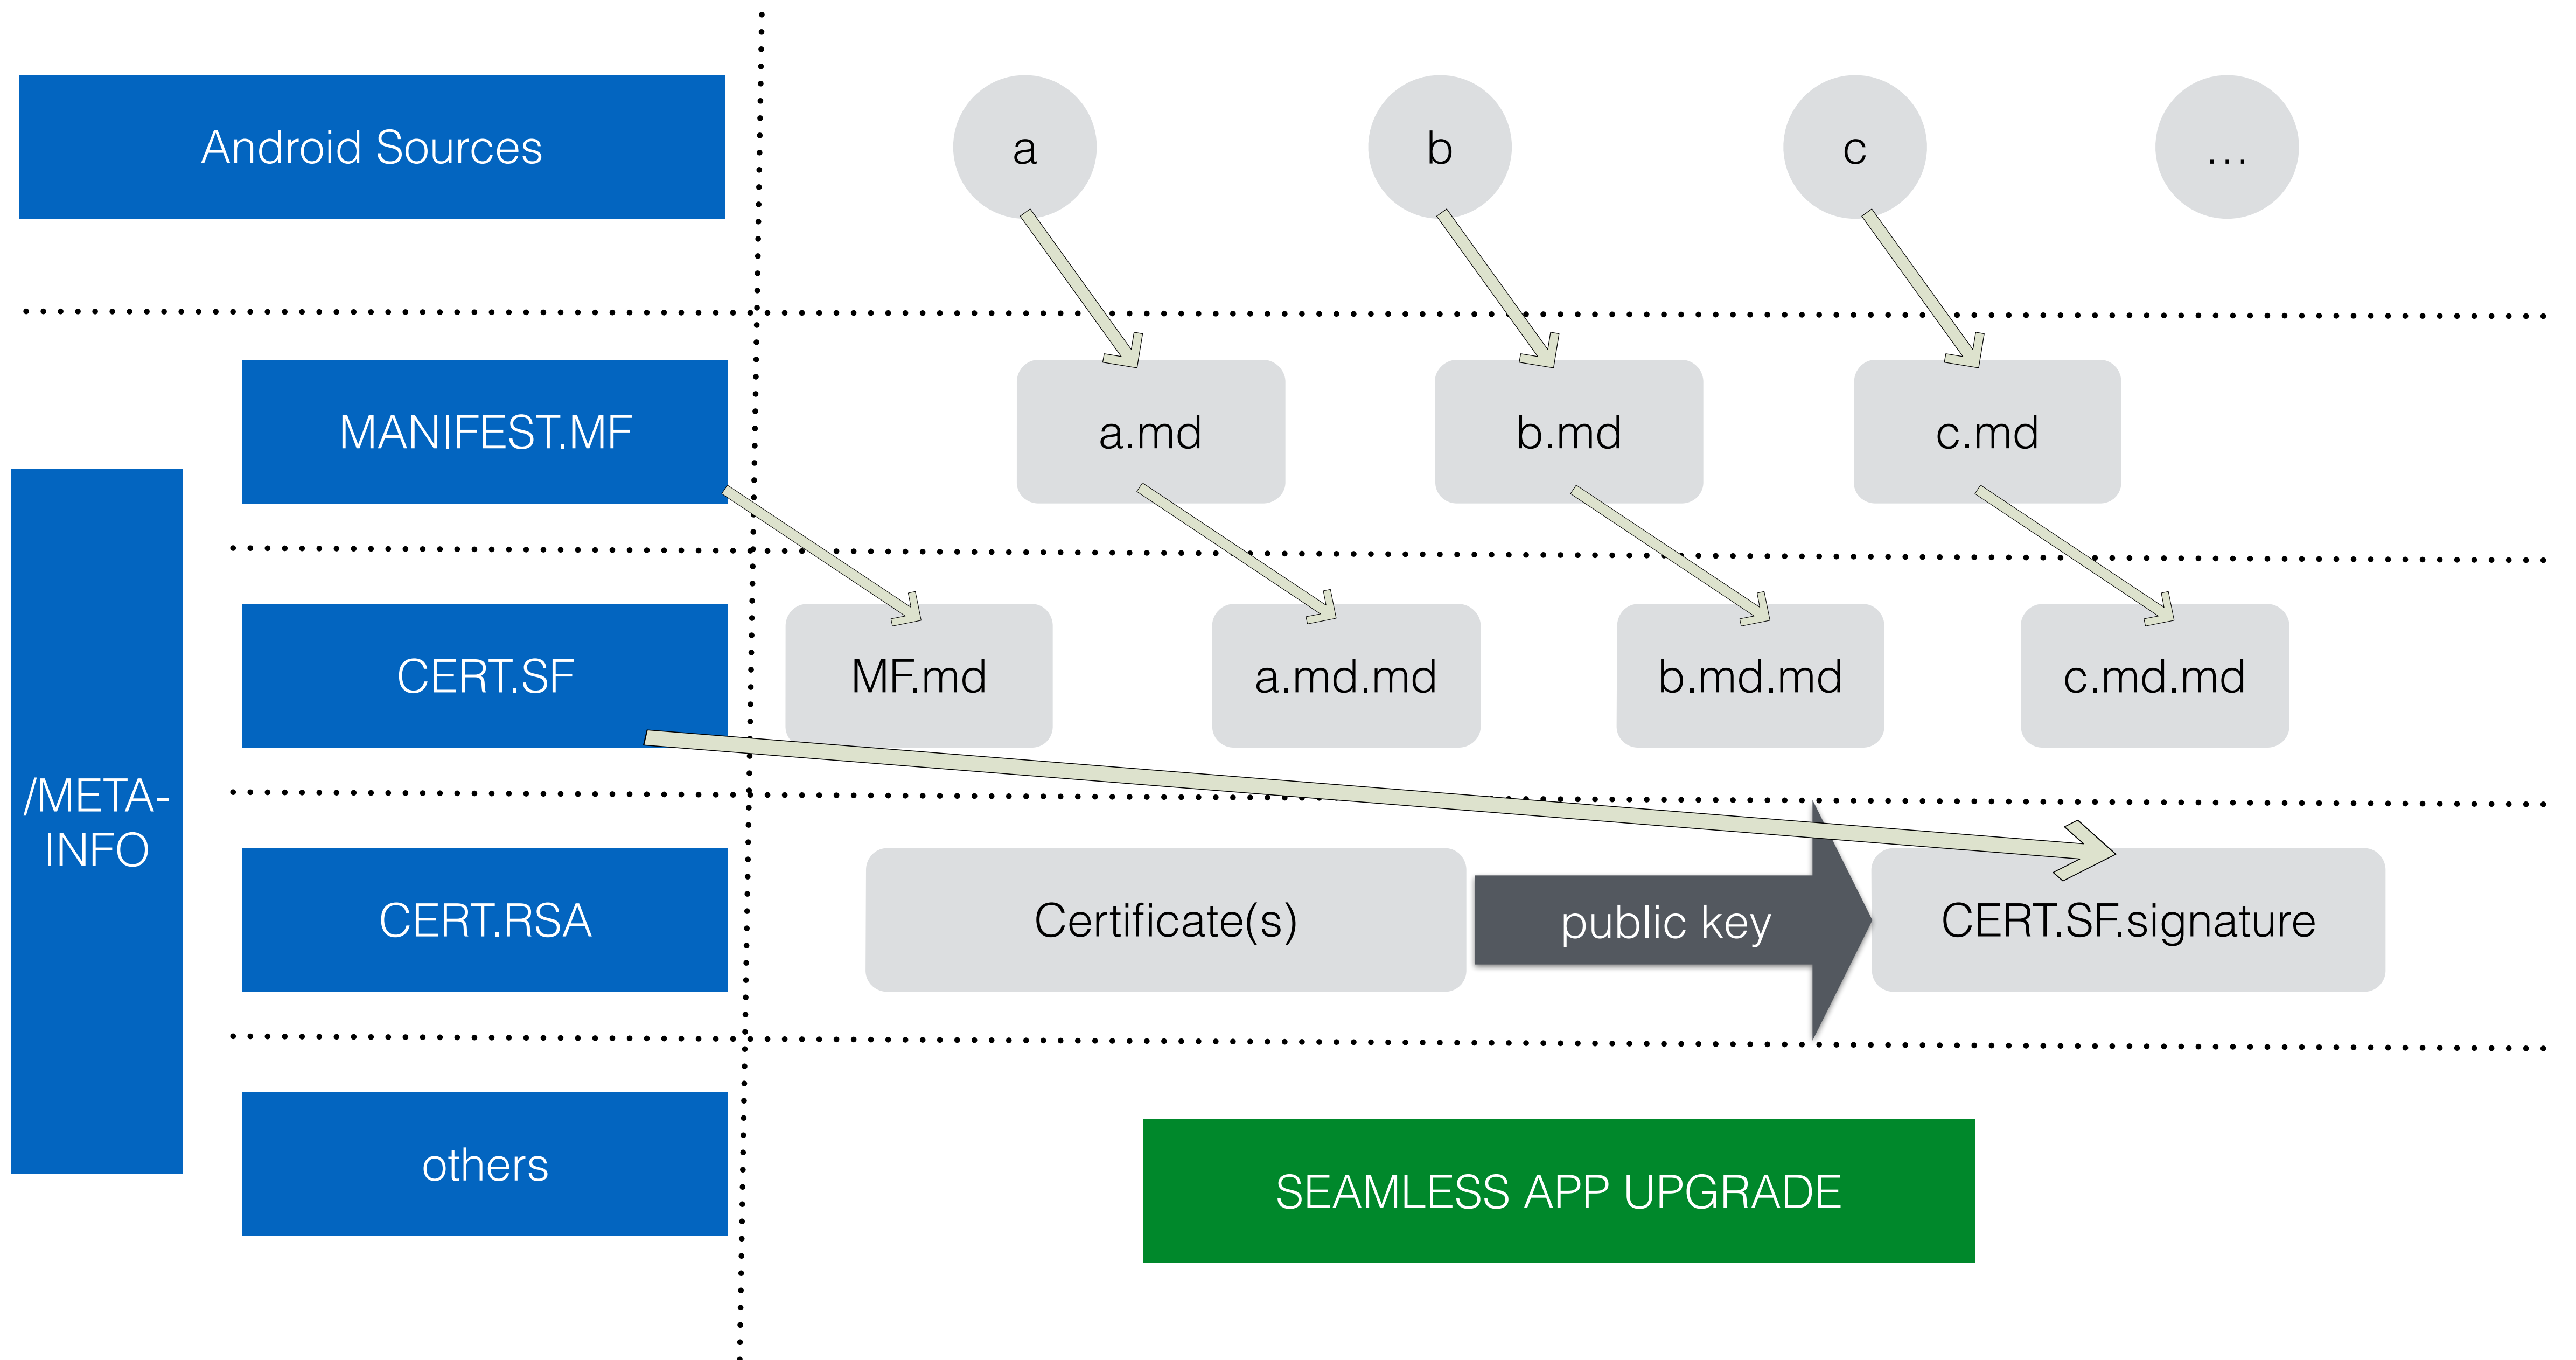 Android Sources
a
b
c
...
MANIFEST.MF
a.md
b.md
c.md
/META-
INFO
CERT.SF
MF.md
a.md.md
b.md.md
c.md.md
CERT.RSA
Certificate(s)
public key
CERT.SF.signature
others
SEAMLESS APP UPGRADE